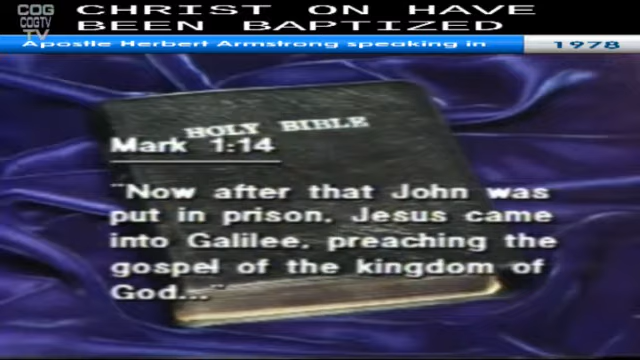 COG
COGTV
TV
CHRIST ON HAVE
BEEN BAPTIZED
Apostle Herbert Armstrong speaking in
1978
HOLY BIBLE
Mark 1:14
"Now after that John was
put in prison, Jesus came
into Galilee, preaching the
gospel of the kingdom of
God..."